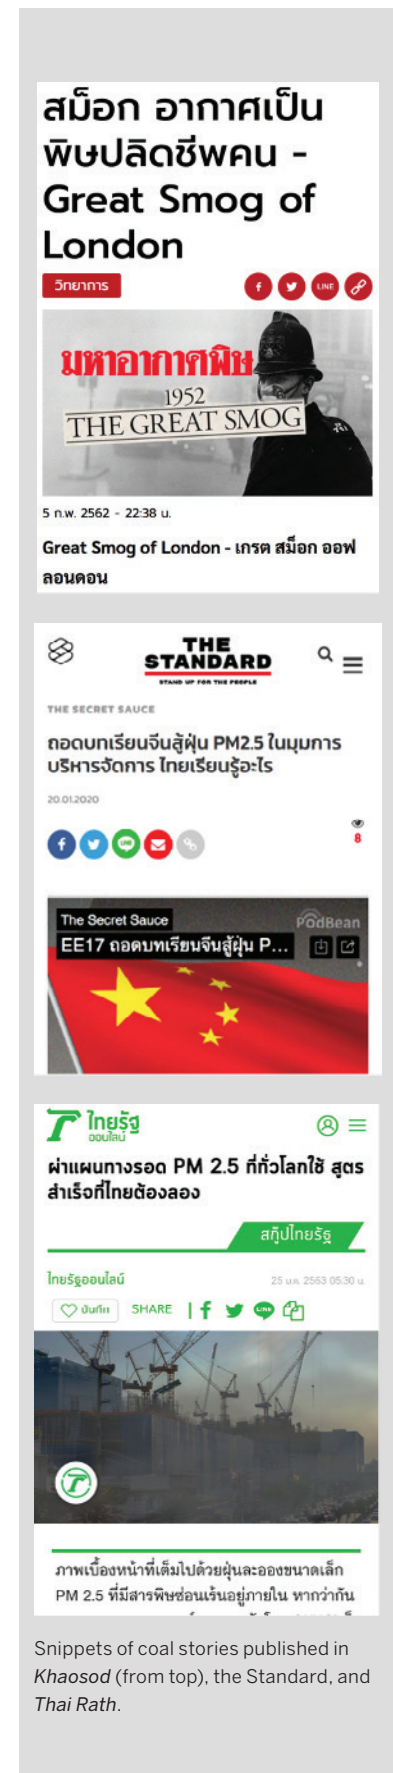 สม็อก อากาศเป็น
พิษปลิดชีพคน -
Great Smog of
London
วิทยาการ
LINE
มหาอากาศพิษ
1952
THE GREAT SMOG
5 ก.พ. 2562 - 22:38 น.
Great Smog of London - เกรต สม็อก ออฟ
ลอนดอน
THE
STANDARD
STAND UP FOR THE PEOPLE
THE SECRET SAUCE
ถอดบทเรียนจีนสู้ฝุ่น PM2.5 ในมุมการ
บริหารจัดการ ไทยเรียนรู้อะไร
20.01.2020
LINE
8
The Secret Sauce
PodBean
EE17 ถอดบทเรียนจีนสู้ฝุ่น P...
ไทยรัฐ
ออนไลน์
ผ่าแผนทางรอด PM 2.5 ที่ทั่วโลกใช้ สูตร
สำเร็จที่ไทยต้องลอง
สกู๊ปไทยรัฐ
ไทยรัฐออนไลน์
25 ม.ค. 2563 05:30 น.
บันทึก SHARE
LINE
ภาพเบื้องหน้าที่เต็มไปด้วยฝุ่นละอองขนาดเล็ก
PM 2.5 ที่มีสารพิษซ่อนเร้นอยู่ภายใน หากว่ากัน
Snippets of coal stories published in
Khaosod (from top), the Standard, and
Thai Rath.